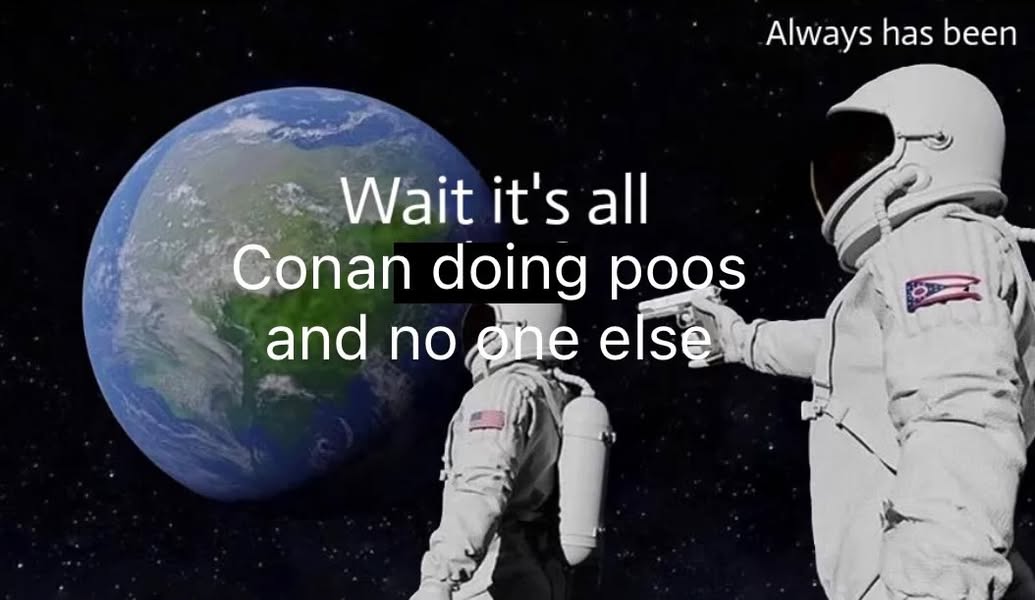 Always has been
Wait it's all
Conan doing poos
and no one else